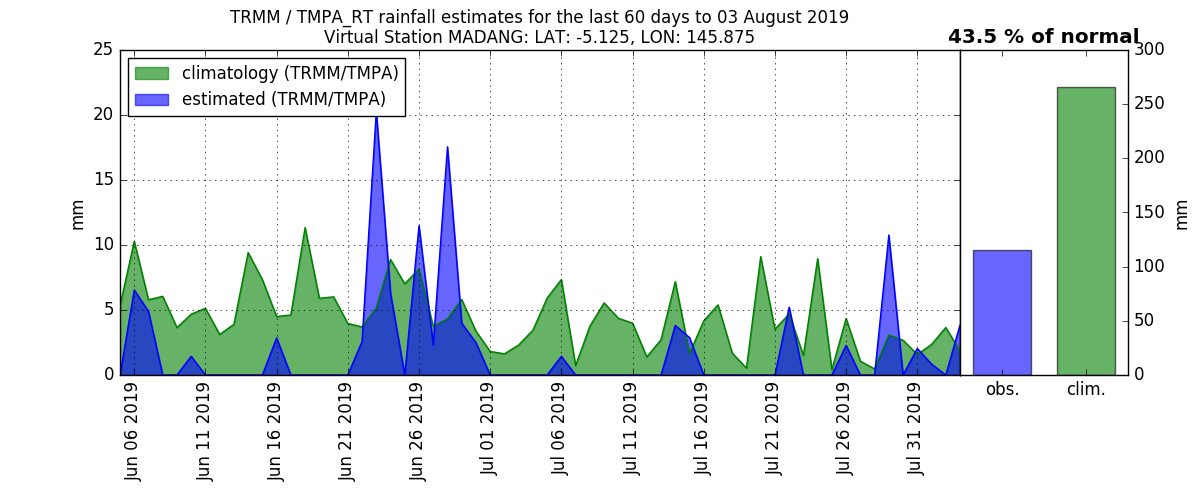 TRMM / TMPA_RT rainfall estimates for the last 60 days to 03 August 2019
Virtual Station MADANG: LAT: -5.125, LON: 145.875
43.5 % of normal
climatology (TRMM/TMPA)
estimated (TRMM/TMPA)
25
20
15
10
5
0
mm
Jun 06 2019
Jun 11 2019
Jun 16 2019
Jun 21 2019
Jun 26 2019
Jul 01 2019
Jul 06 2019
Jul 11 2019
Jul 16 2019
Jul 21 2019
Jul 26 2019
Jul 31 2019
obs.
clim.
300
250
200
150
100
50
0
mm